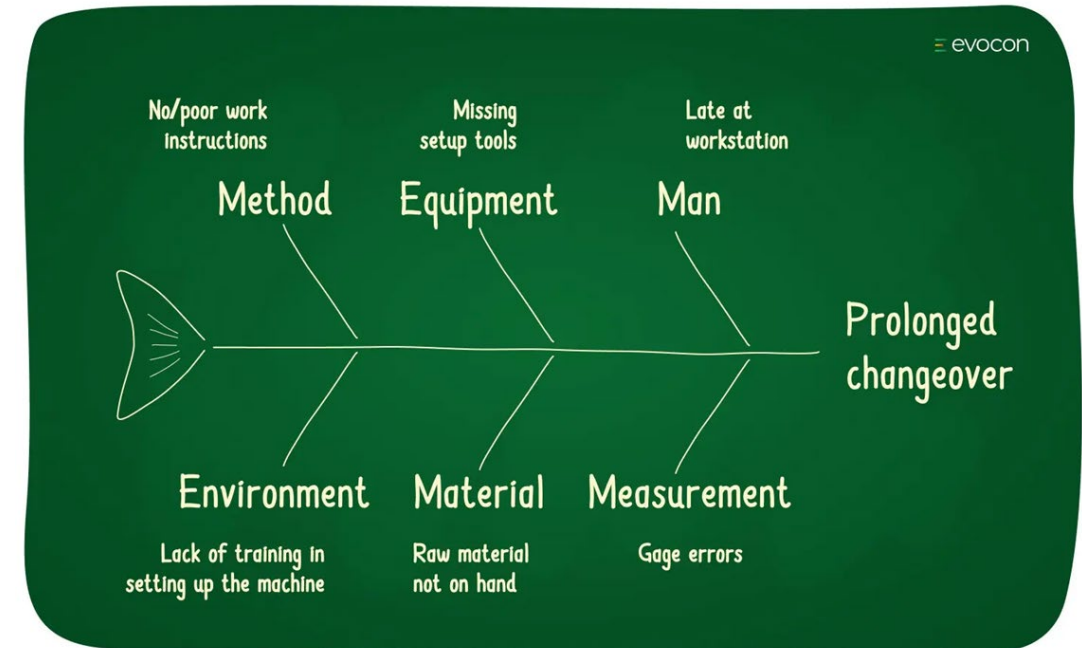 evocon
No/poor work
instructions
Missing
setup tools
Late at
workstation
Method
Equipment
Man
Prolonged
changeover
Environment
Material
Measurement
Lack of training in
setting up the machine
Raw material
not on hand
Gage errors